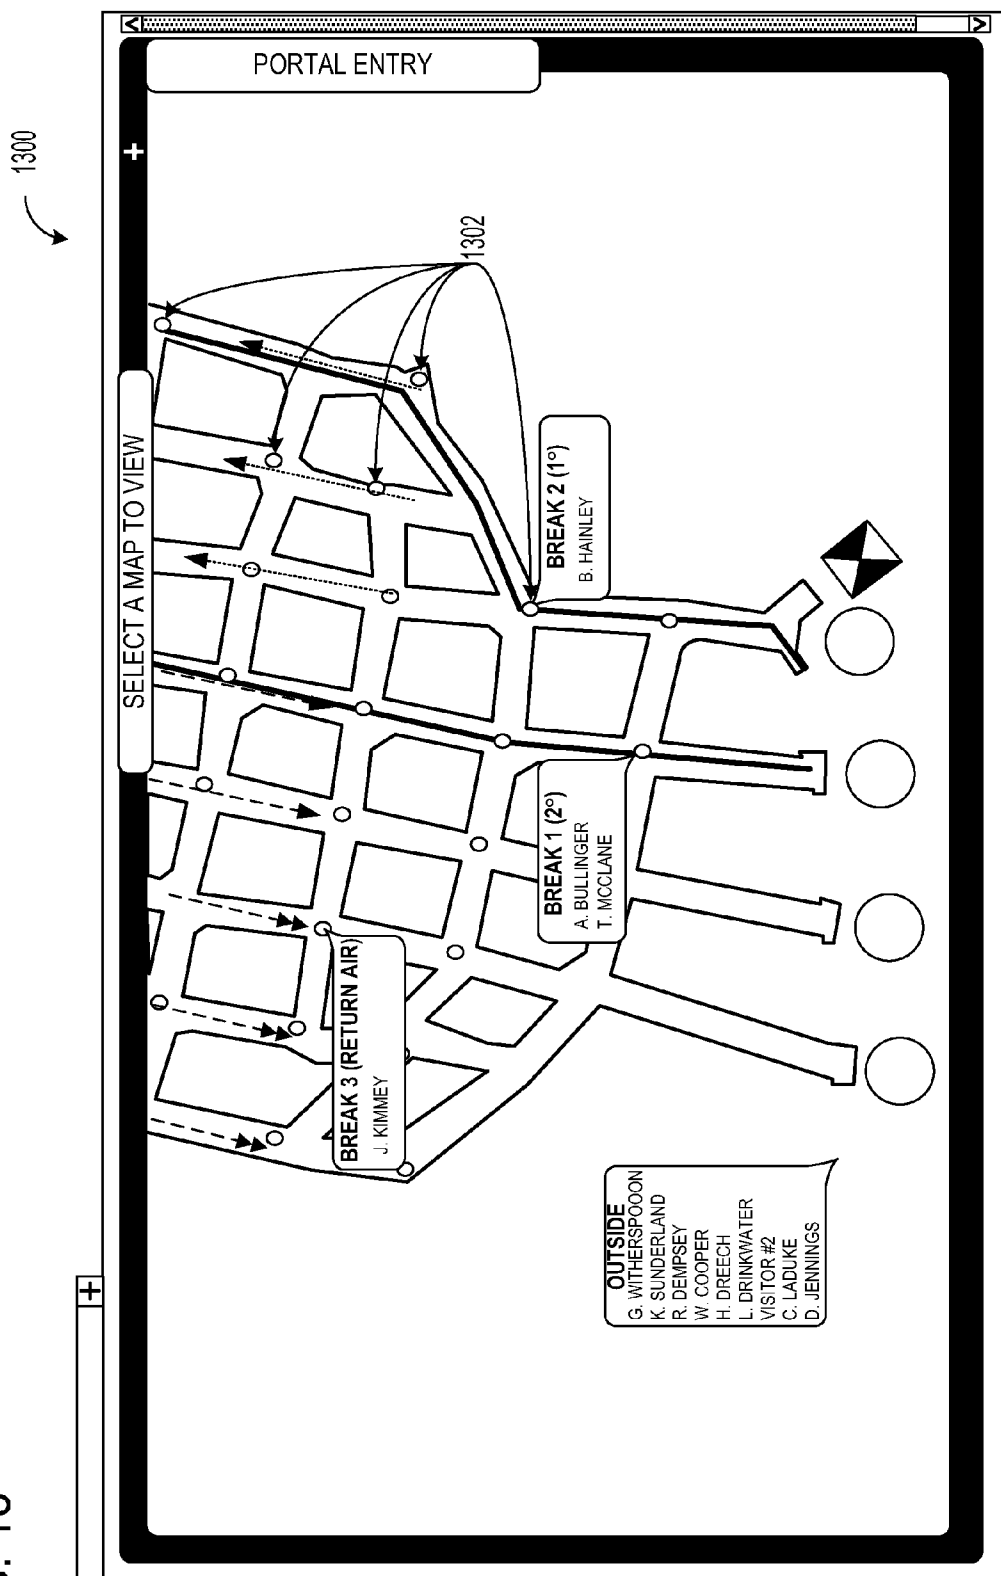 1300
+
SELECT A MAP TO VIEW
+
PORTAL ENTRY
1302
BREAK 2 (1°)
B. HAINLEY
BREAK 1 (2°)
A. BULLINGER
T. MCCLANE
BREAK 3 (RETURN AIR)
J. KIMMEY
OUTSIDE
G. WITHERSPOOON
K. SUNDERLAND
R. DEMPSEY
W. COOPER
H. DREECH
L. DRINKWATER
VISITOR #2
C. LADUKE
D. JENNINGS